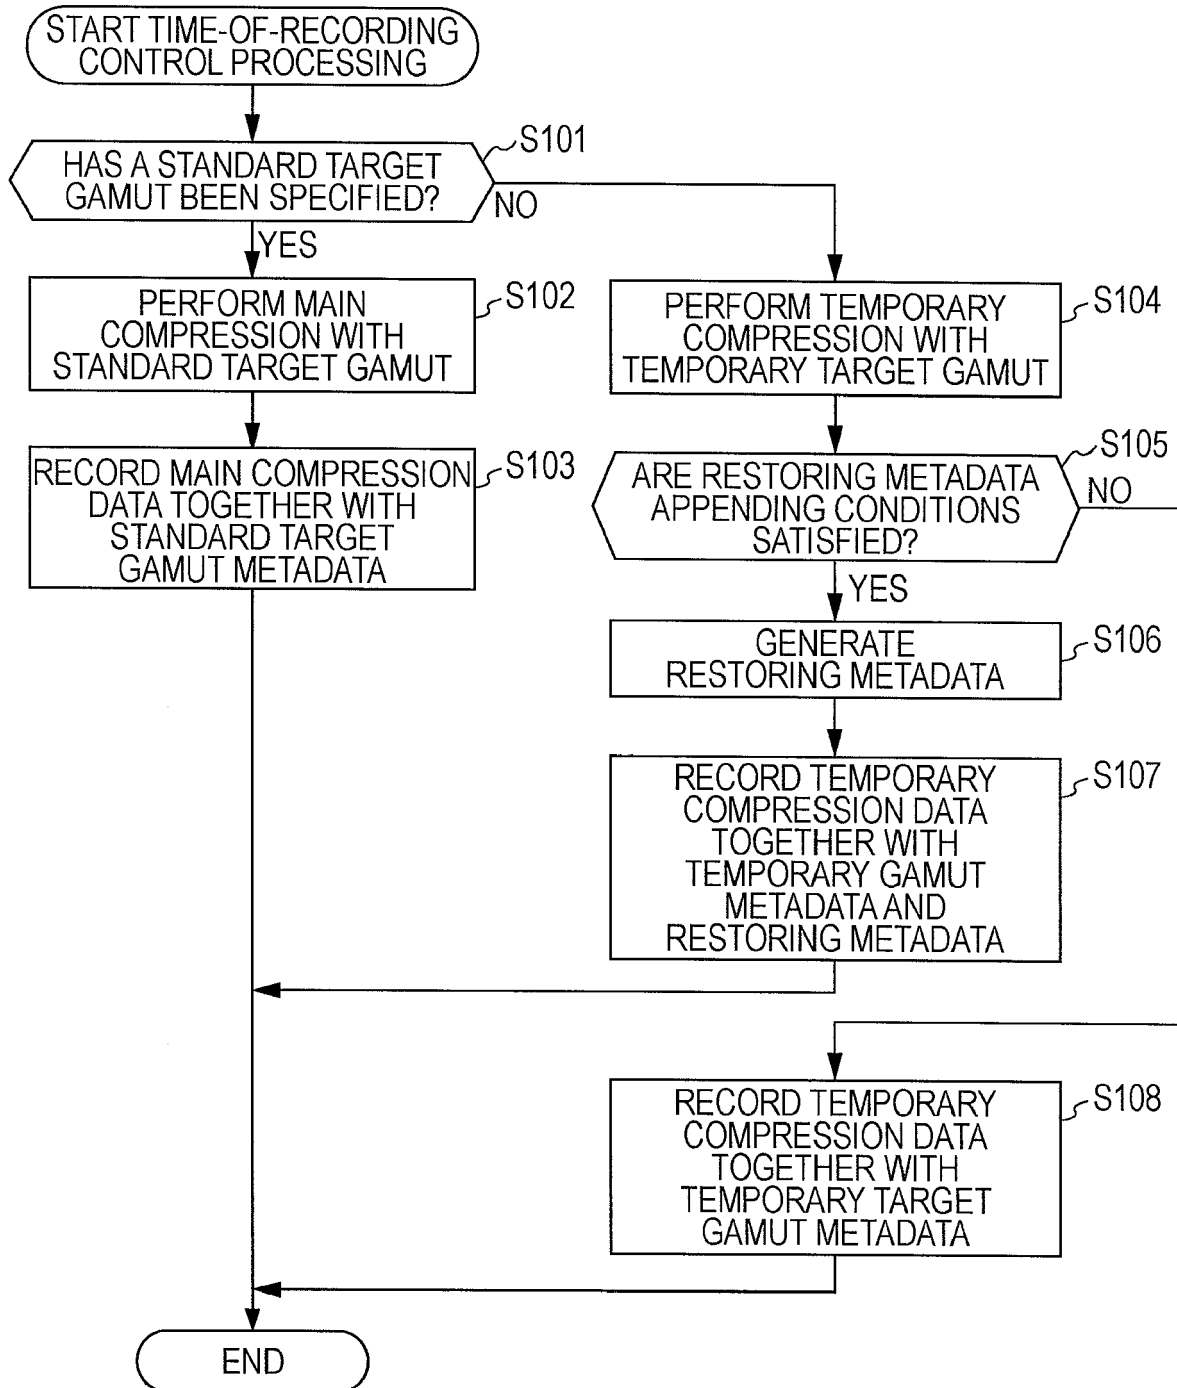 START TIME-OF-RECORDING
CONTROL PROCESSING
S101
HAS A STANDARD TARGET
GAMUT BEEN SPECIFIED?
NO
YES
S102
PERFORM MAIN
COMPRESSION WITH
STANDARD TARGET GAMUT
S103
RECORD MAIN COMPRESSION
DATA TOGETHER WITH
STANDARD TARGET
GAMUT METADATA
S104
PERFORM TEMPORARY
COMPRESSION WITH
TEMPORARY TARGET GAMUT
S105
ARE RESTORING METADATA
APPENDING CONDITIONS
SATISFIED?
NO
YES
S106
GENERATE
RESTORING METADATA
S107
RECORD TEMPORARY
COMPRESSION DATA
TOGETHER WITH
TEMPORARY GAMUT
METADATA AND
RESTORING METADATA
S108
RECORD TEMPORARY
COMPRESSION DATA
TOGETHER WITH
TEMPORARY TARGET
GAMUT METADATA
END